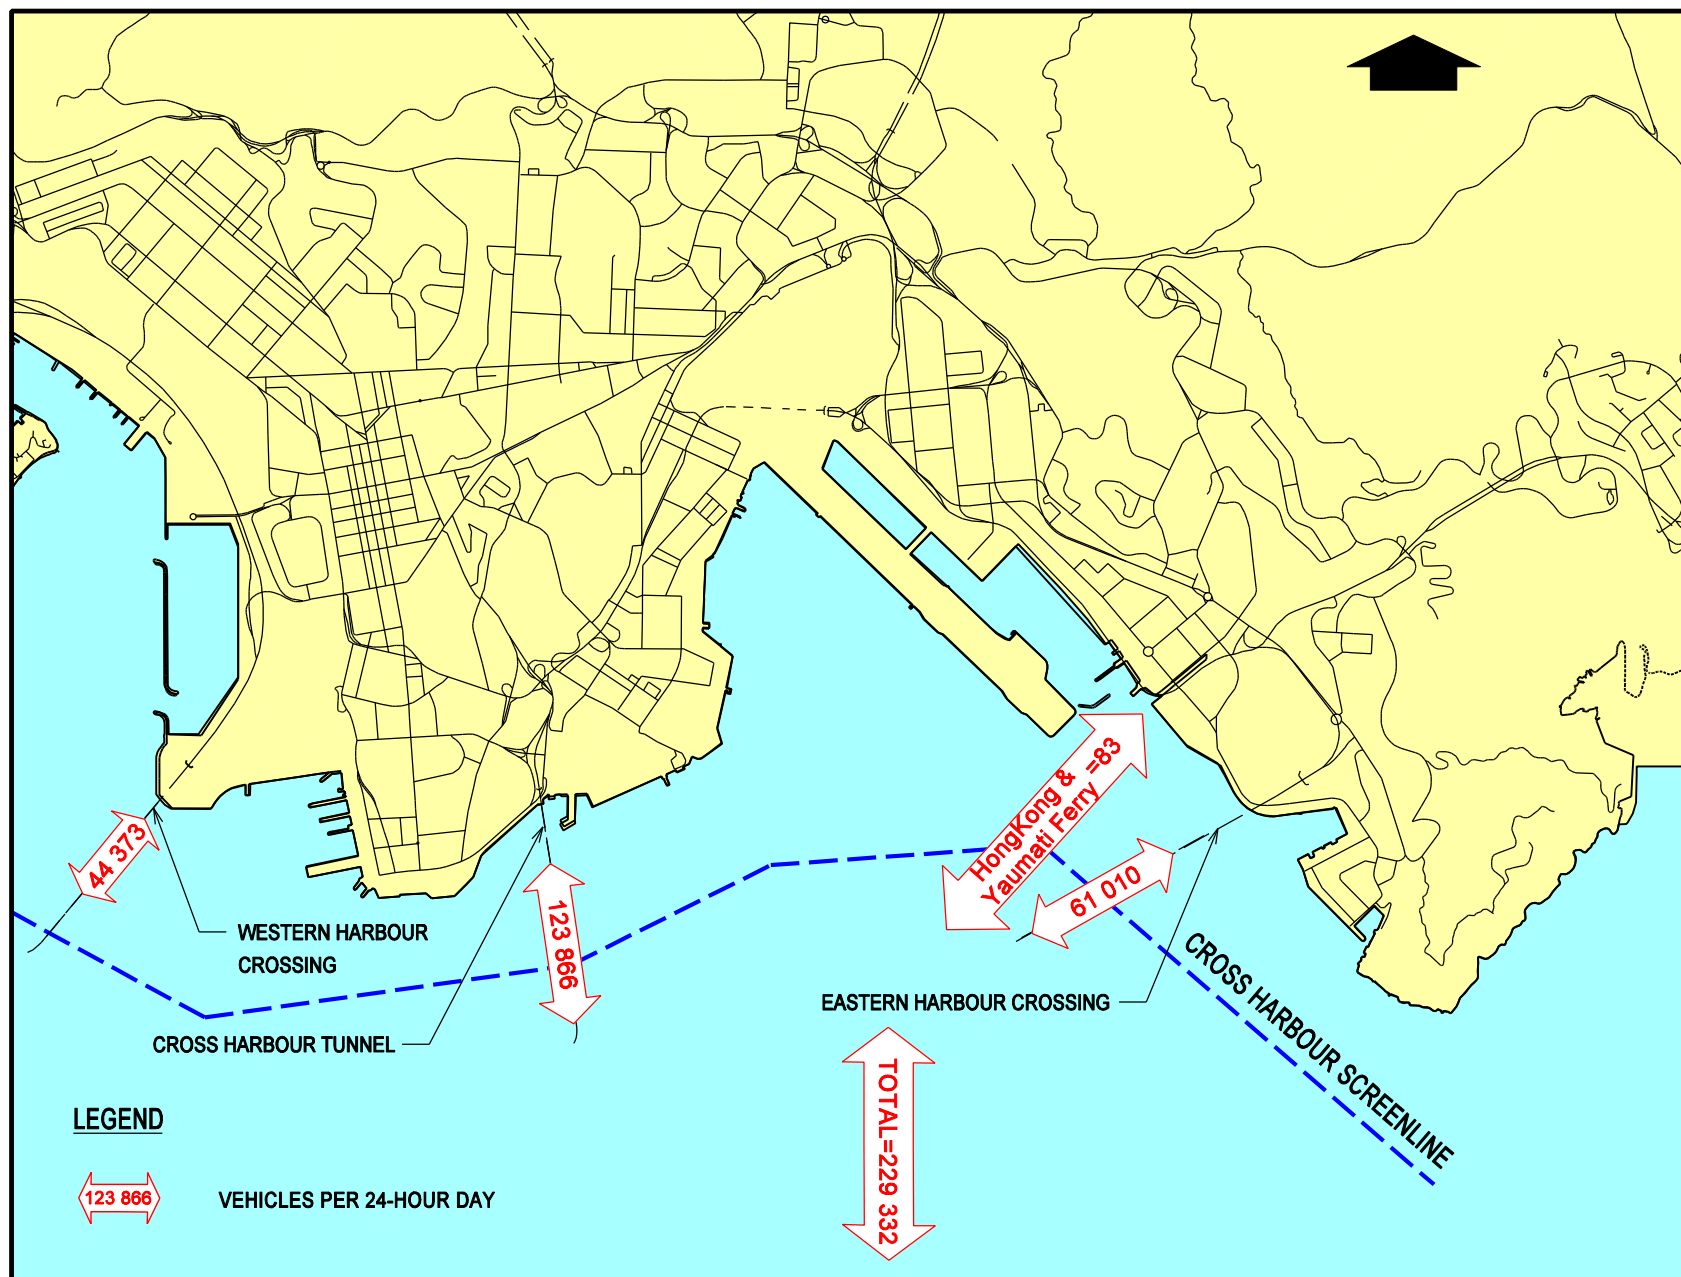 HongKong &
Yaumati Ferry =83
44 373
61 010
123 866
WESTERN HARBOUR
CROSSING
CROSS HARBOUR TUNNEL
EASTERN HARBOUR CROSSING
CROSS HARBOUR SCREENLINE
TOTAL=229 332
LEGEND
123 866
VEHICLES PER 24-HOUR DAY